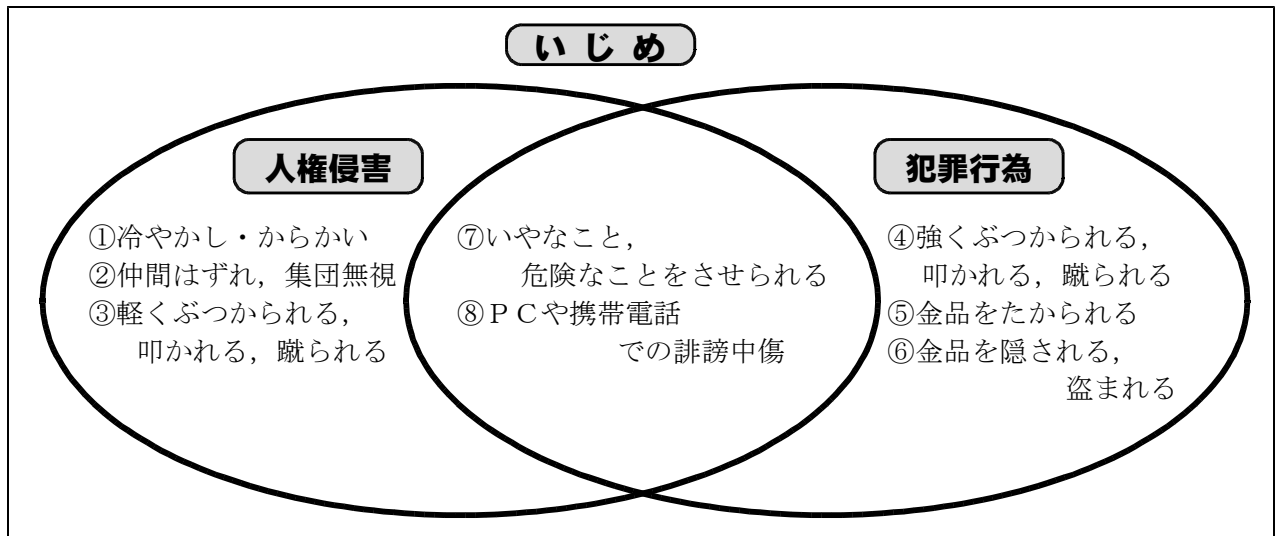 いじめ
人権侵害
①冷やかし・からかい
②仲間はずれ，集団無視
③軽くぶつかられる，
叩かれる，蹴られる
⑦いやなこと，
危険なことをさせられる
⑧ＰＣや携帯電話
での誹謗中傷
犯罪行為
④強くぶつかられる，
叩かれる，蹴られる
⑤金品をたかられる
⑥金品を隠される，
盗まれる